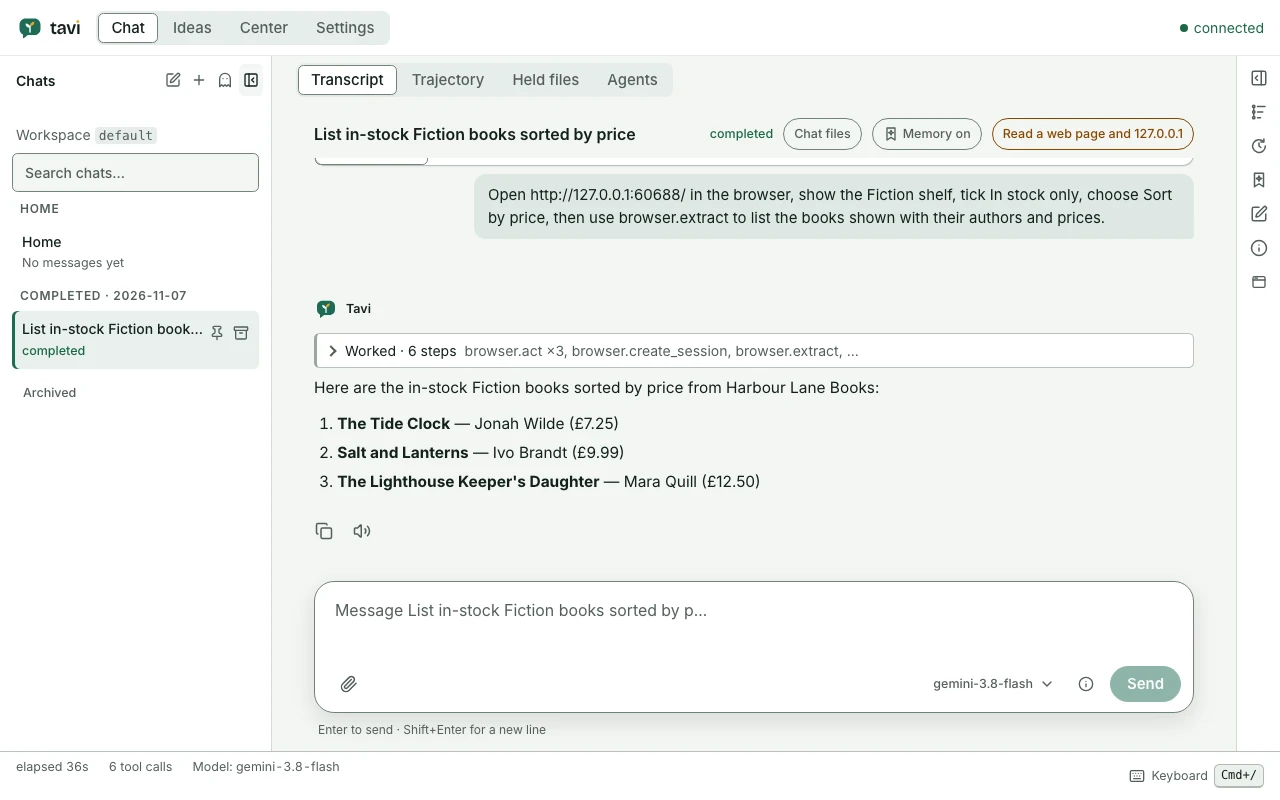 tavi
Chat
Ideas
Center
Settings
connected
Chats
Workspace default
Search chats...
HOME
Home
No messages yet
COMPLETED · 2026-11-07
List in-stock Fiction book...
completed
Archived
Transcript
Trajectory
Held files
Agents
List in-stock Fiction books sorted by price
completed
Chat files
Memory on
Read a web page and 127.0.0.1
Open http://127.0.0.1:60688/ in the browser, show the Fiction shelf, tick In stock only, choose Sort
by price, then use browser.extract to list the books shown with their authors and prices.
Tavi
Worked · 6 steps browser.act ×3, browser.create_session, browser.extract, ...
Here are the in-stock Fiction books sorted by price from Harbour Lane Books:
1. The Tide Clock — Jonah Wilde (£7.25)
2. Salt and Lanterns — Ivo Brandt (£9.99)
3. The Lighthouse Keeper's Daughter — Mara Quill (£12.50)
Message List in-stock Fiction books sorted by p...
gemini-3.8-flash
Send
Enter to send · Shift+Enter for a new line
elapsed 36s
6 tool calls
Model: gemini-3.8-flash
Keyboard
Cmd+/